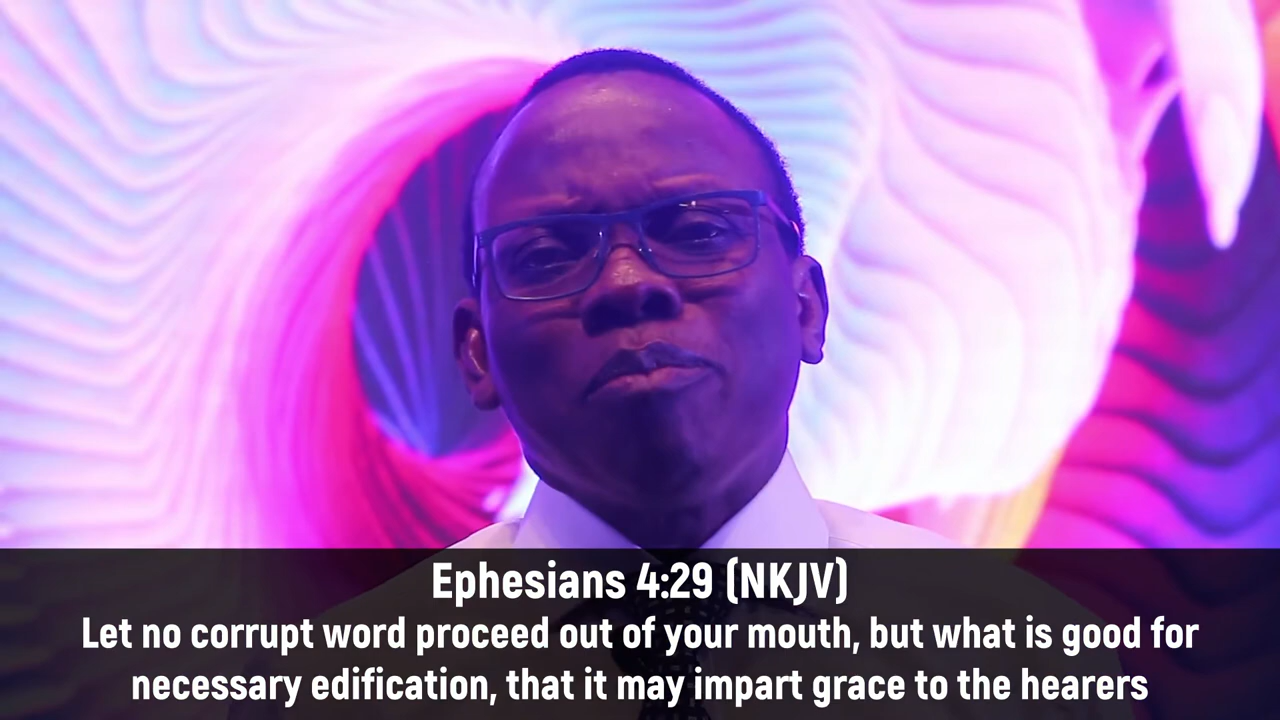 Ephesians 4:29 (NKJV)
Let no corrupt word proceed out of your mouth, but what is good for
necessary edification, that it may impart grace to the hearers